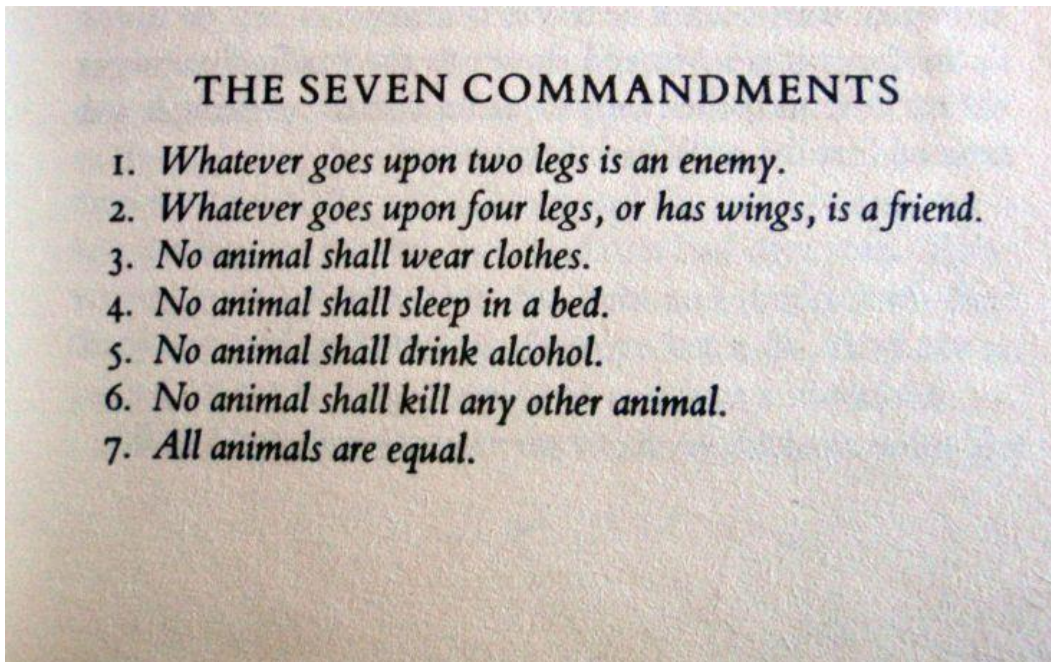 THE SEVEN COMMANDMENTS
1. Whatever goes upon two legs is an enemy.
2. Whatever goes upon four legs, or has wings, is a friend.
3. No animal shall wear clothes.
4. No animal shall sleep in a bed.
5. No animal shall drink alcohol.
6. No animal shall kill any other animal.
7. All animals are equal.